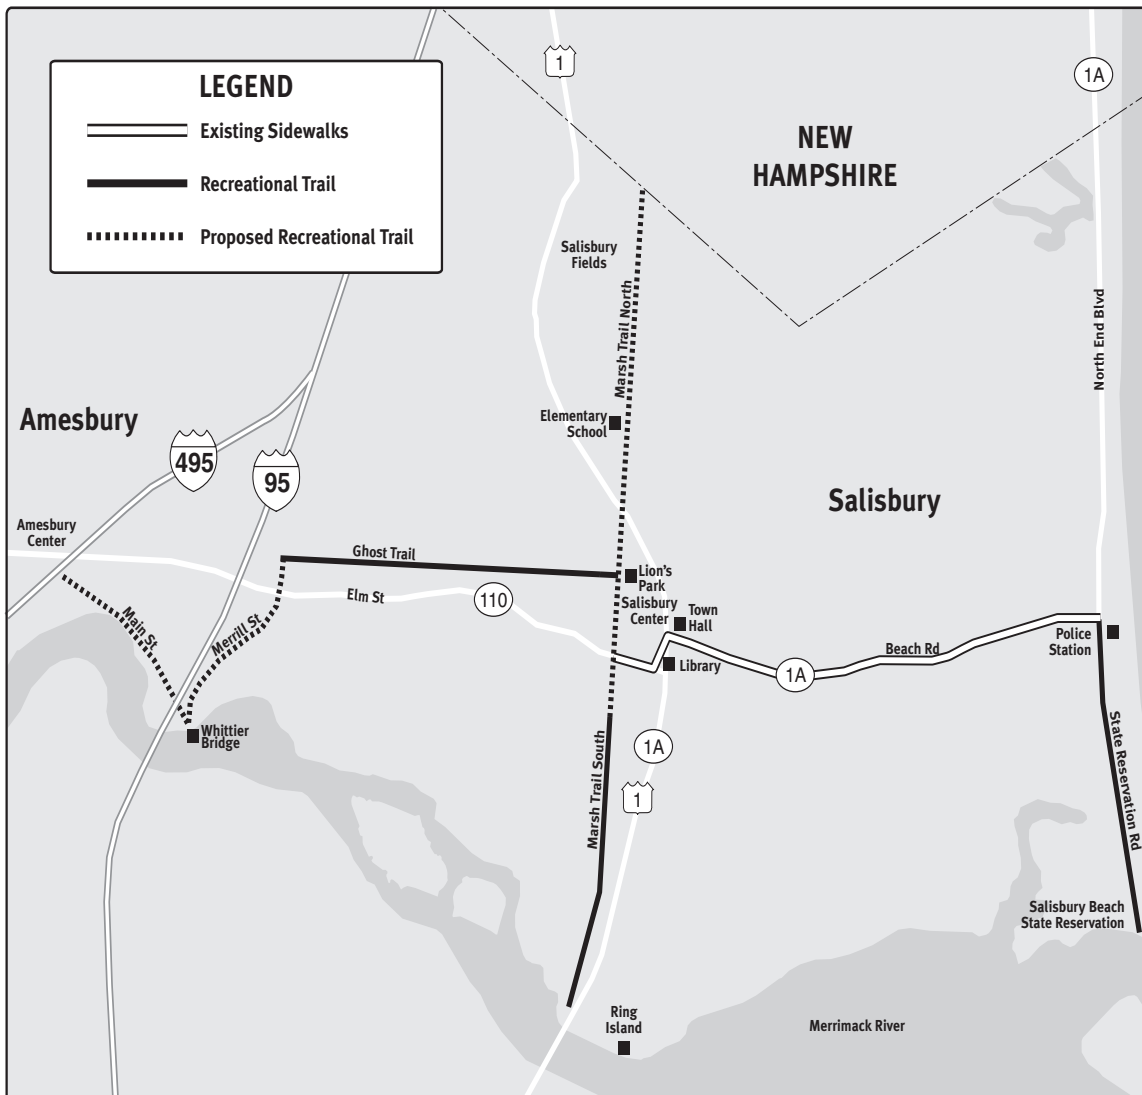 LEGEND
Existing Sidewalks
Recreational Trail
Proposed Recreational Trail
1
1A
NEW
HAMPSHIRE
Salisbury
Fields
Marsh Trail North
North End Blvd
Amesbury
Elementary
School
495
95
Salisbury
Amesbury
Center
Ghost Trail
Lion's
Park
Elm St
110
Salisbury
Center
Town
Hall
Main St
Merrill St
Beach Rd
Police
Station
Library
1A
Whittier
Bridge
1A
State Reservation Rd
Marsh Trail South
1
Salisbury Beach
State Reservation
Ring
Island
Merrimack River